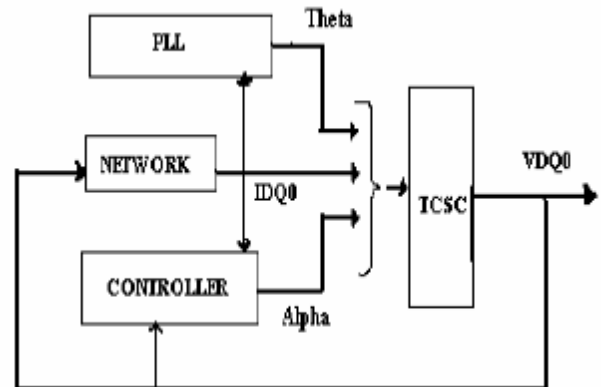 Theta
PLL
NETWORK
IDQ0
VDQ0
TCSC
CONTROLLER
Alpha